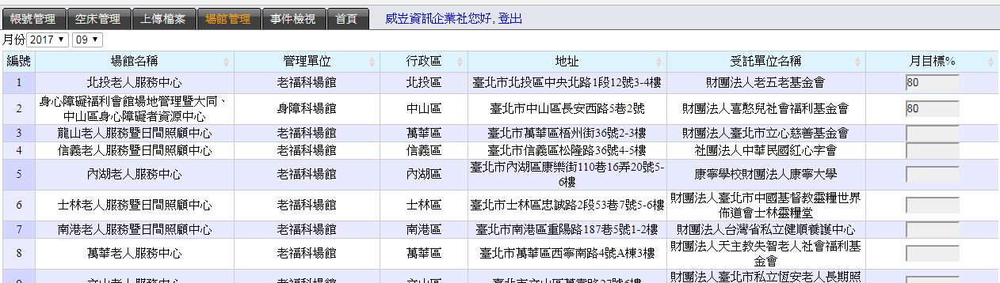 帳號管理 空床管理 上傳檔案 場館管理 事件檢視 首頁 威豈資訊企業社您好, 登出
月份 2017 09
編號 場館名稱 管理單位 行政區 地址 受託單位名稱 月目標%
1 北投老人服務中心 老福科場館 北投區 臺北市北投區中央北路1段12號3-4樓 財團法人老五老基金會 80
2 身心障礙福利會館場地管理暨大同、
中山區身心障礙者資源中心 身障科場館 中山區 臺北市中山區長安西路5巷2號 財團法人喜憨兒社會福利基金會 80
3 龍山老人服務暨日間照顧中心 老福科場館 萬華區 臺北市萬華區梧州街36號2-3樓 財團法人臺北市立心慈善基金會
4 信義老人服務暨日間照顧中心 老福科場館 信義區 臺北市信義區松隆路36號4-5樓 社團法人中華民國紅心字會
5 內湖老人服務中心 老福科場館 內湖區 臺北市內湖區康樂街110巷16弄20號5-
6樓 康寧學校財團法人康寧大學
6 士林老人服務暨日間照顧中心 老福科場館 士林區 臺北市士林區忠誠路2段53巷7號5-6樓 財團法人臺北市中國基督教靈糧世界
佈道會士林靈糧堂
7 南港老人服務暨日間照顧中心 老福科場館 南港區 臺北市南港區重陽路187巷5號1-2樓 財團法人台灣省私立健順養護中心
8 萬華老人服務中心 老福科場館 萬華區 臺北市萬華區西寧南路4號A棟3樓 財團法人天主教失智老人社會福利基
金會
財團法人臺北市私立恆安老人長期照